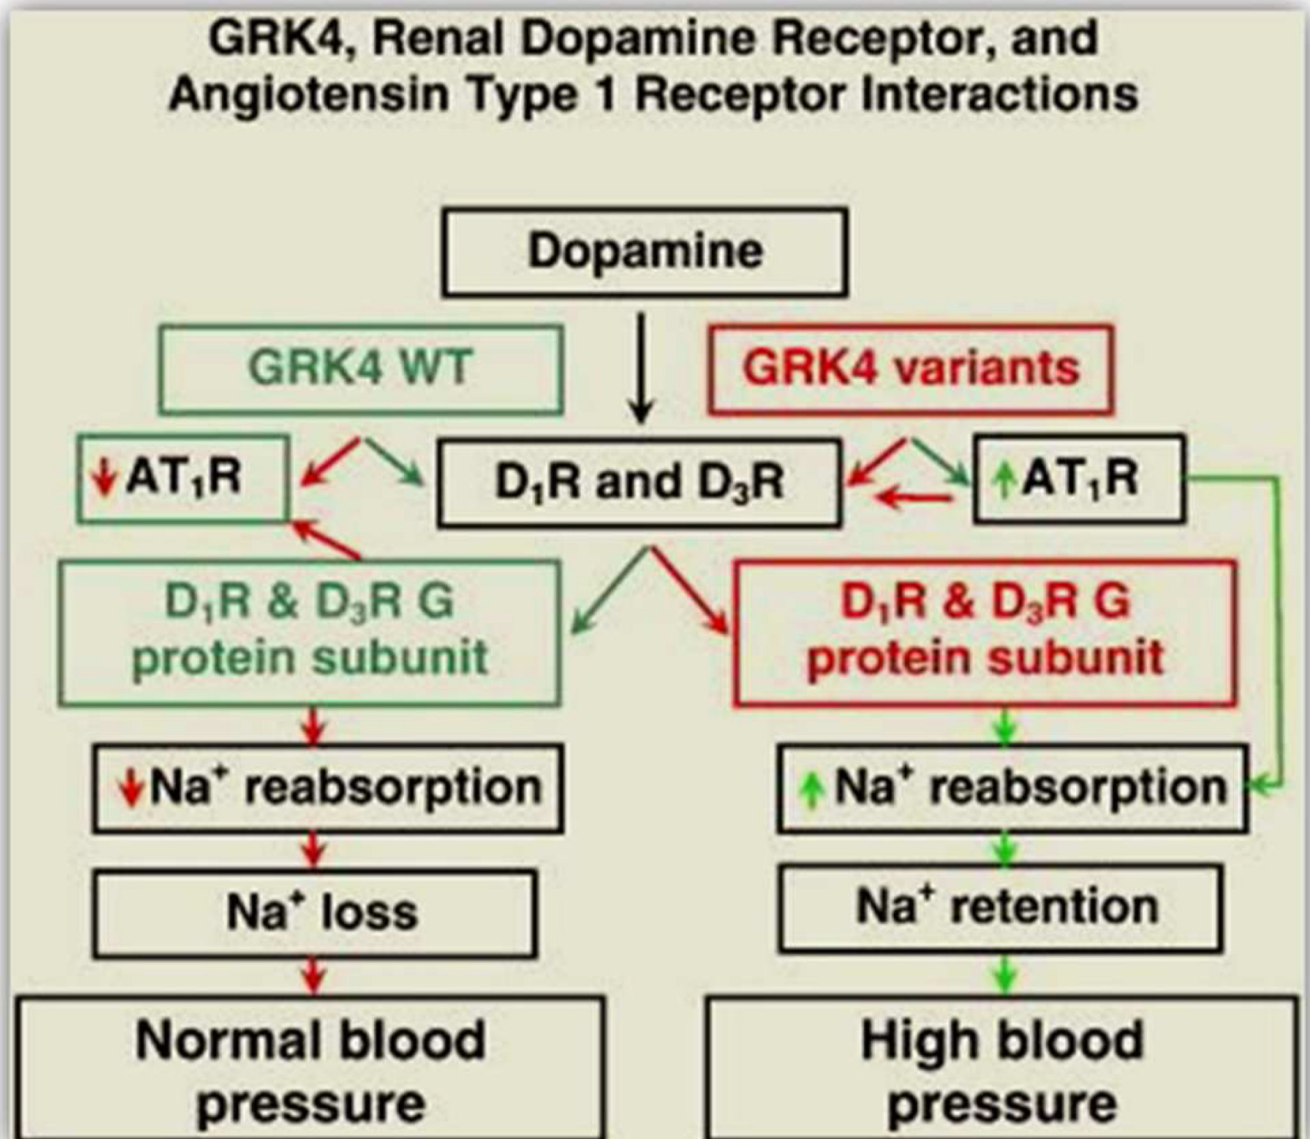 GRK4, Renal Dopamine Receptor, and
Angiotensin Type 1 Receptor Interactions
Dopamine
GRK4 WT
GRK4 variants
↓ AT₁R
D₁R and D₃R
↑ AT₁R
D₁R & D₃R G
protein subunit
D₁R & D₃R G
protein subunit
↓ Na⁺ reabsorption
↑ Na⁺ reabsorption
Na⁺ loss
Na⁺ retention
Normal blood
pressure
High blood
pressure